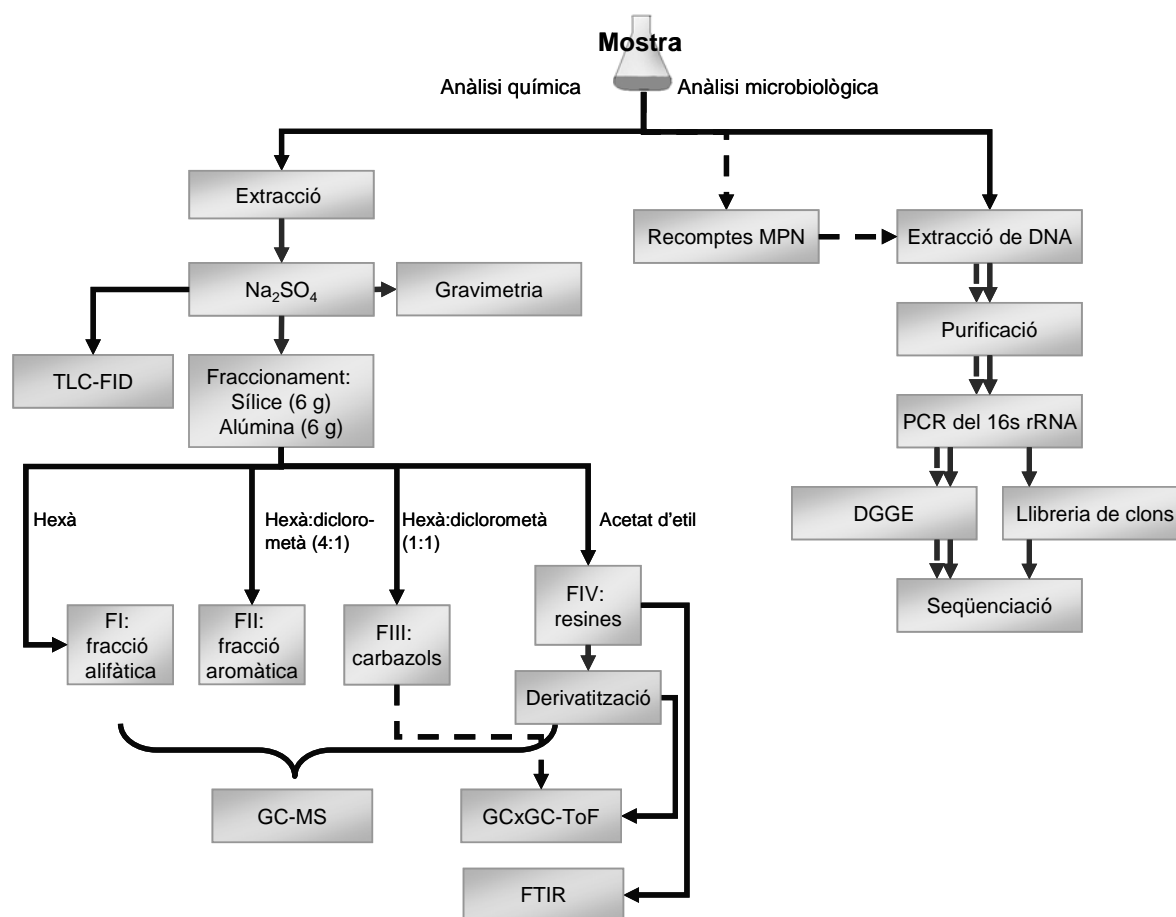 Mostra
Anàlisi química
Anàlisi microbiològica
Extracció
Recomptes MPN
Extracció de DNA
Na₂SO₄
Gravimetria
Purificació
TLC-FID
Fraccionament:
Sílice (6 g)
Alúmina (6 g)
PCR del 16s rRNA
Hexà
Hexà:dicloro-
metà (4:1)
Hexà:diclorometà
(1:1)
Acetat d'etil
DGGE
Llibreria de clons
FI:
fracció
alifàtica
FII:
fracció
aromàtica
FIII:
carbazols
FIV:
resines
Seqüenciació
Derivatització
GC-MS
GCxGC-ToF
FTIR